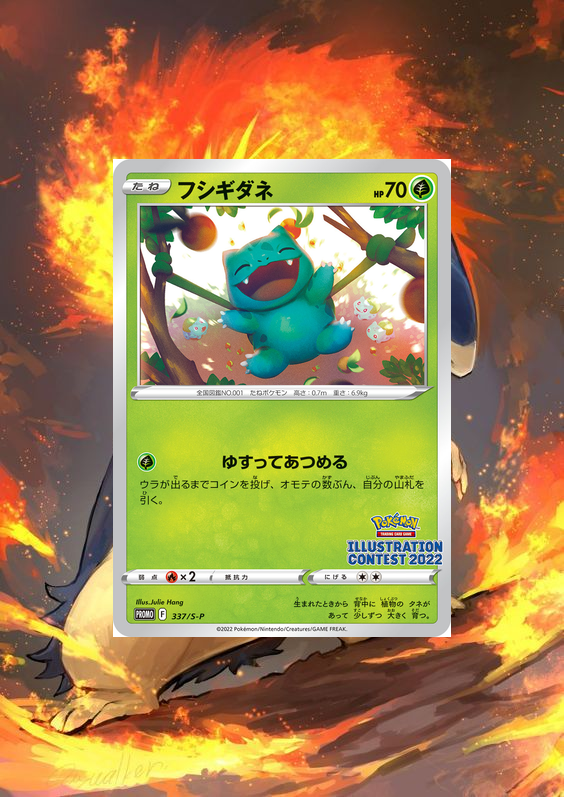 たね フシギダネ HP 70
全国図鑑NO.001 たねポケモン 高さ：0.7m 重さ：6.9kg
ゆすってあつめる
ウラが出るまでコインを投げ、オモテの数ぶん、自分の山札を
引く。
Pokémon
TRADING CARD GAME
ILLUSTRATION
CONTEST 2022
弱点 ×2 抵抗力 にげる
Illus.Julie Hang
PROMO F 337/S-P
生まれたときから 背中に 植物の タネが
あって 少しずつ 大きく 育つ。
©2022 Pokémon/Nintendo/Creatures/GAME FREAK.